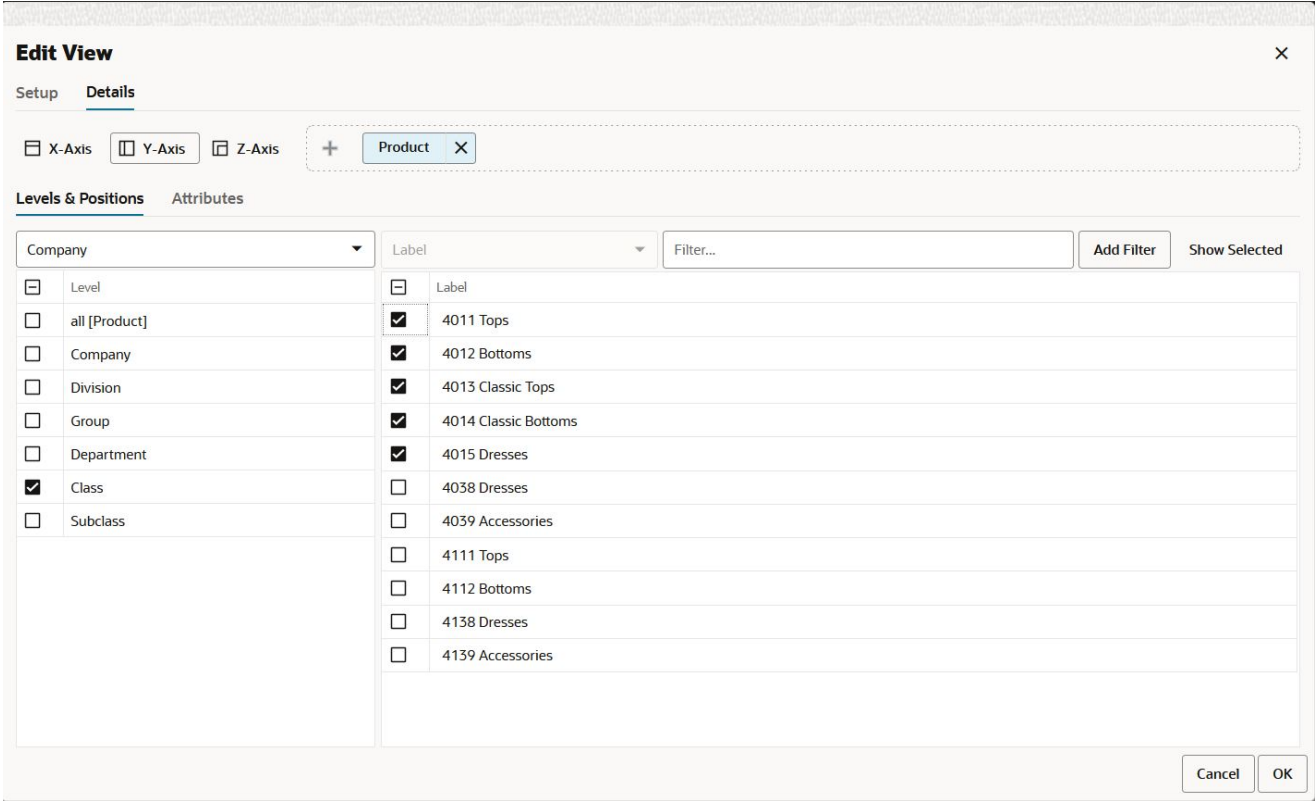 Edit View
Setup Details
X-Axis Y-Axis Z-Axis Product
Levels & Positions Attributes
Company Label Filter... Add Filter Show Selected
Level Label
all [Product] 4011 Tops
Company 4012 Bottoms
Division 4013 Classic Tops
Group 4014 Classic Bottoms
Department 4015 Dresses
Class 4038 Dresses
Subclass 4039 Accessories
4111 Tops
4112 Bottoms
4138 Dresses
4139 Accessories
Cancel OK